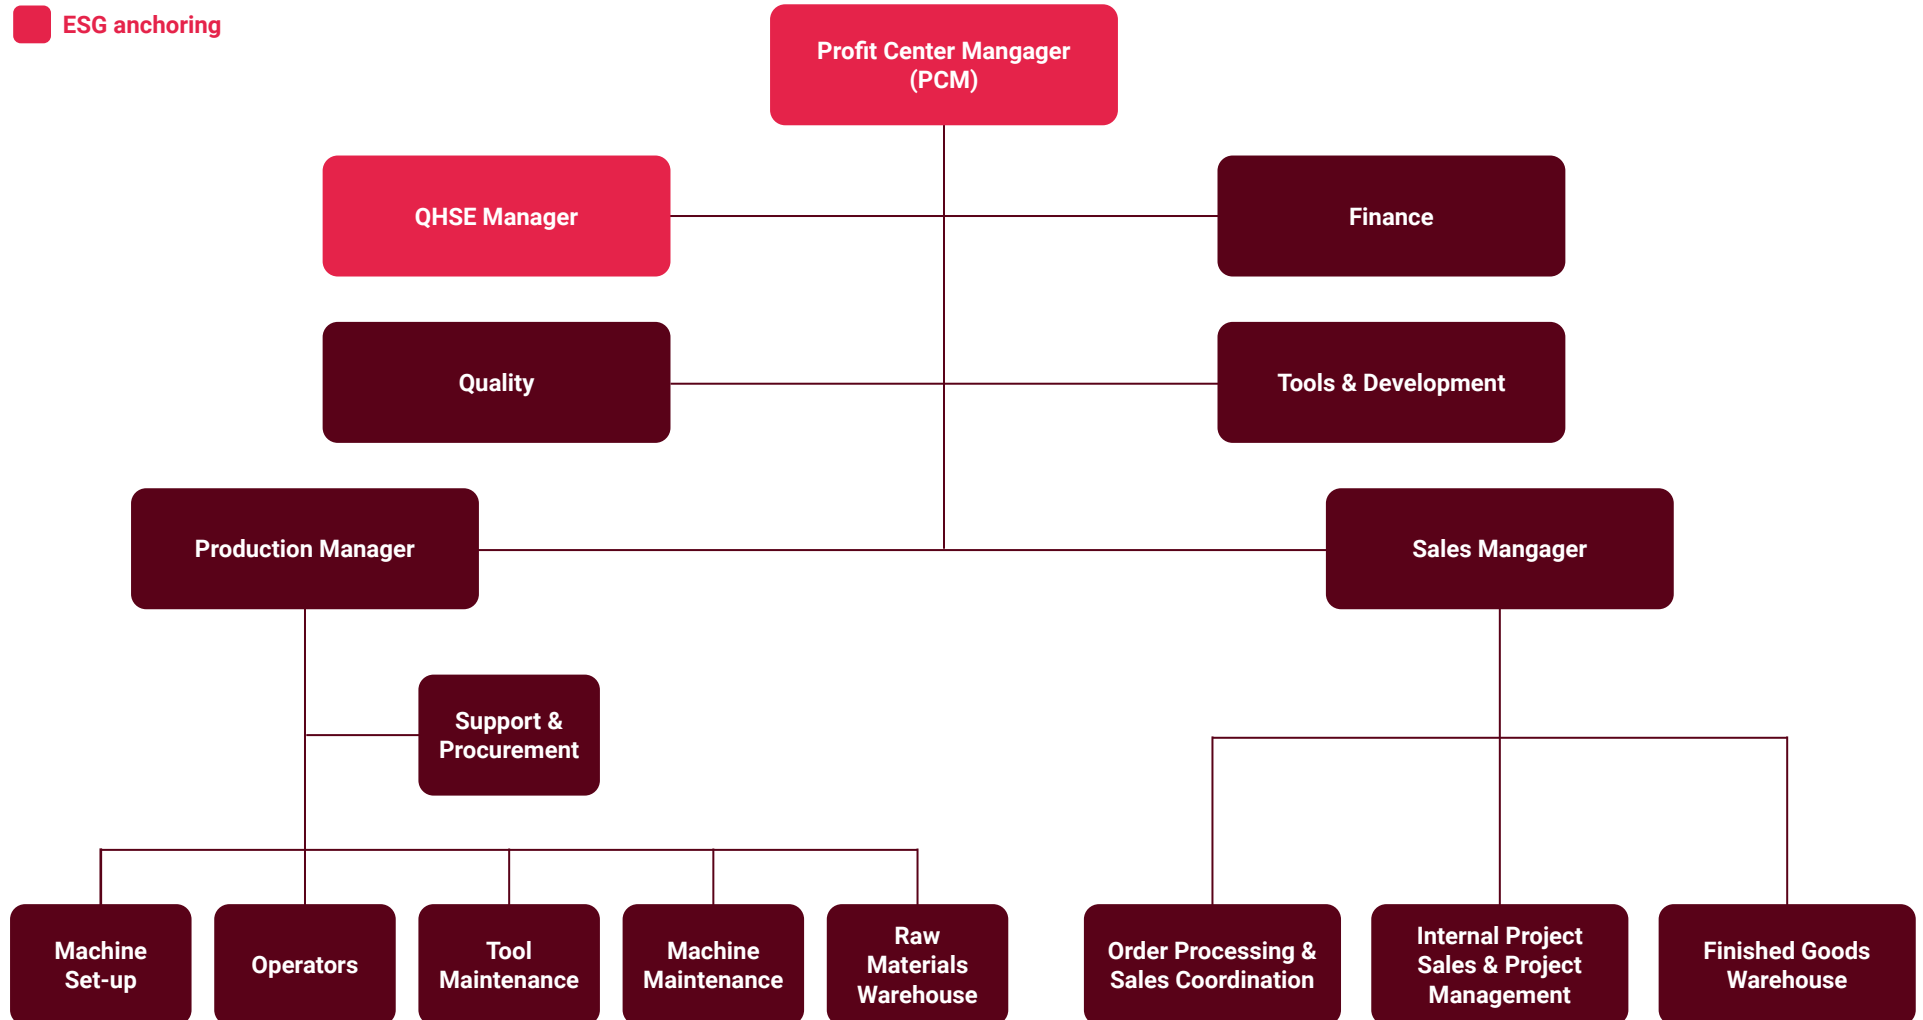 ESG anchoring
Profit Center Mangager
(PCM)
QHSE Manager
Finance
Quality
Tools & Development
Production Manager
Sales Mangager
Support &
Procurement
Machine
Set-up
Operators
Tool
Maintenance
Machine
Maintenance
Raw
Materials
Warehouse
Order Processing &
Sales Coordination
Internal Project
Sales & Project
Management
Finished Goods
Warehouse